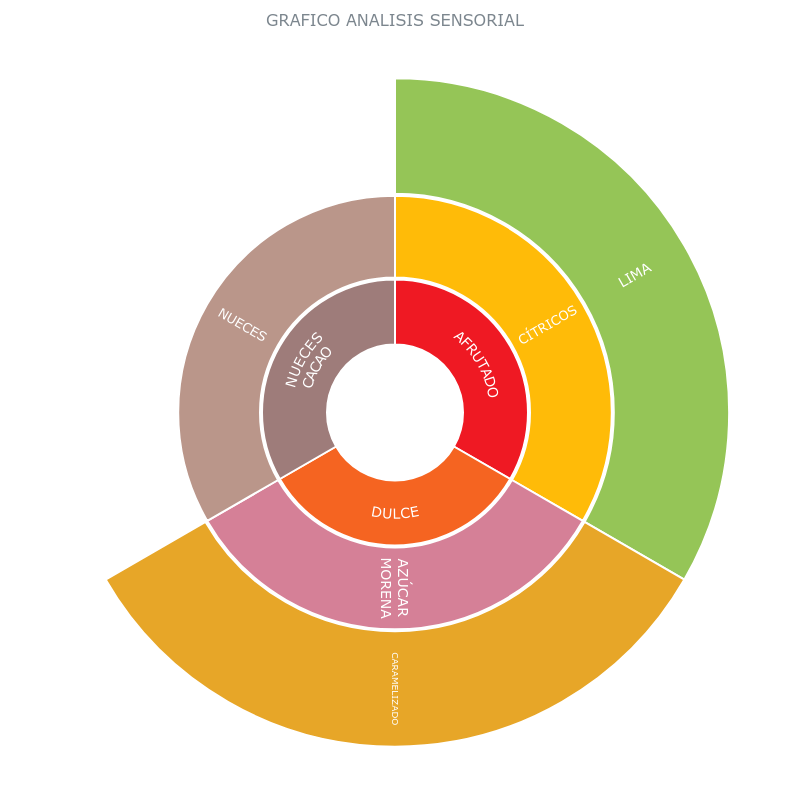 GRAFICO ANALISIS SENSORIAL
LIMA
CÍTRICOS
AFRUTADO
NUECES
NUECES
CACAO
DULCE
AZÚCAR
MORENA
CARAMELIZADO